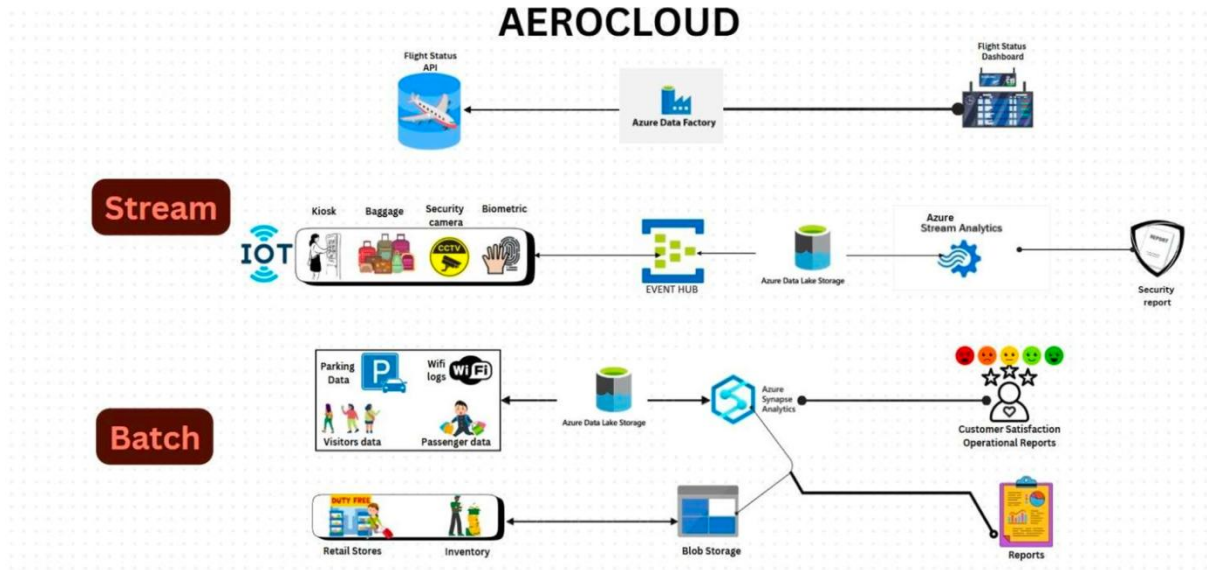 AEROCLOUD
Flight Status
API
Azure Data Factory
Flight Status
Dashboard
Stream
IOT
Kiosk
Baggage
Security
camera
Biometric
CCTV
EVENT HUB
Azure Data Lake Storage
Azure
Stream Analytics
REPORT
Security
report
Batch
Parking
Data
P
Wifi
logs
WiFi
Visitors data
Passenger data
Azure Data Lake Storage
Azure
Synapse
Analytics
Customer Satisfaction
Operational Reports
DUTY FREE
Retail Stores
Inventory
Blob Storage
Reports